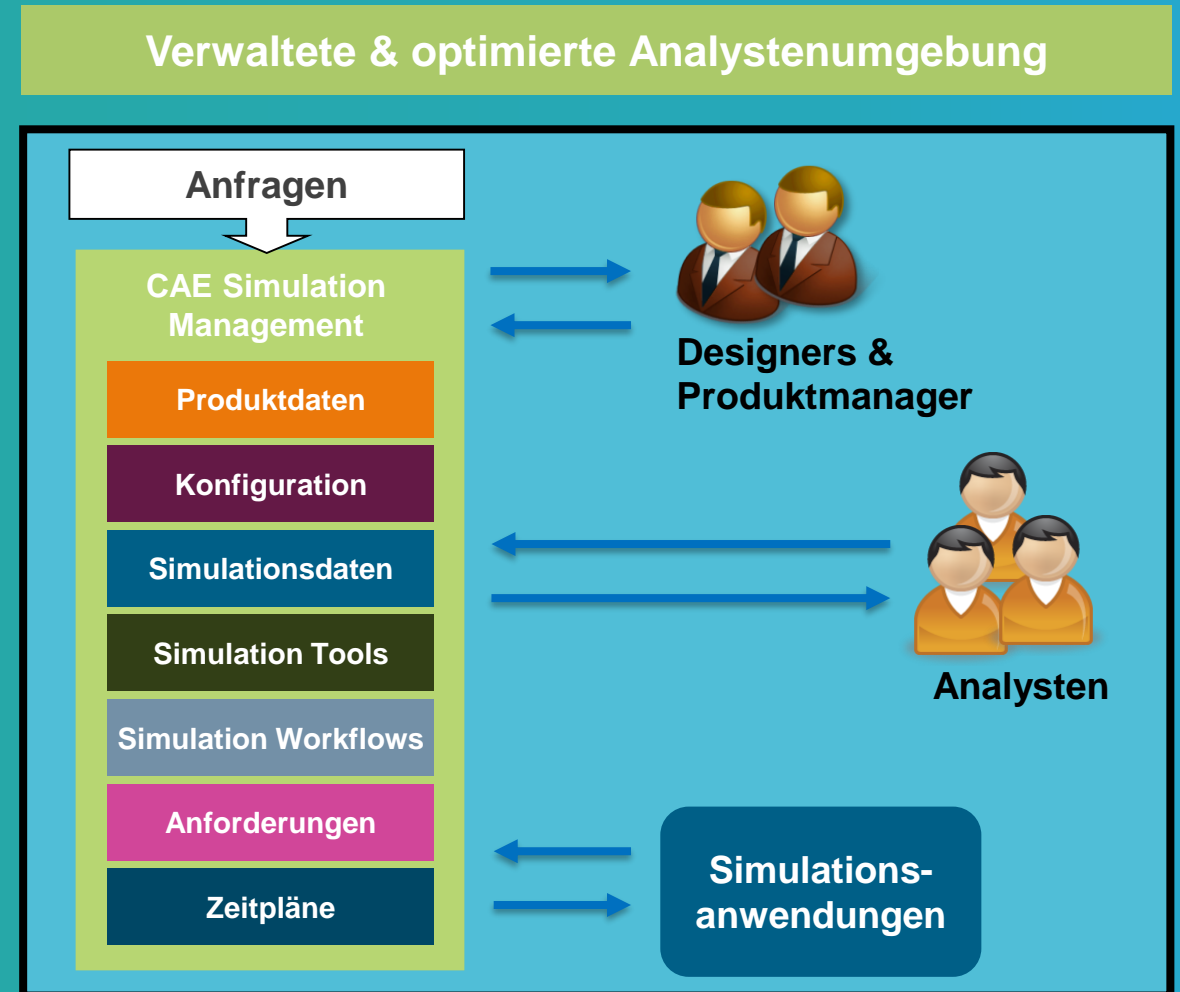 Verwaltete & optimierte Analystenumgebung
Anfragen
CAE Simulation
Management
Produktdaten
Konfiguration
Simulationsdaten
Simulation Tools
Simulation Workflows
Anforderungen
Zeitpläne
Designers &
Produktmanager
Analysten
Simulations-
anwendungen